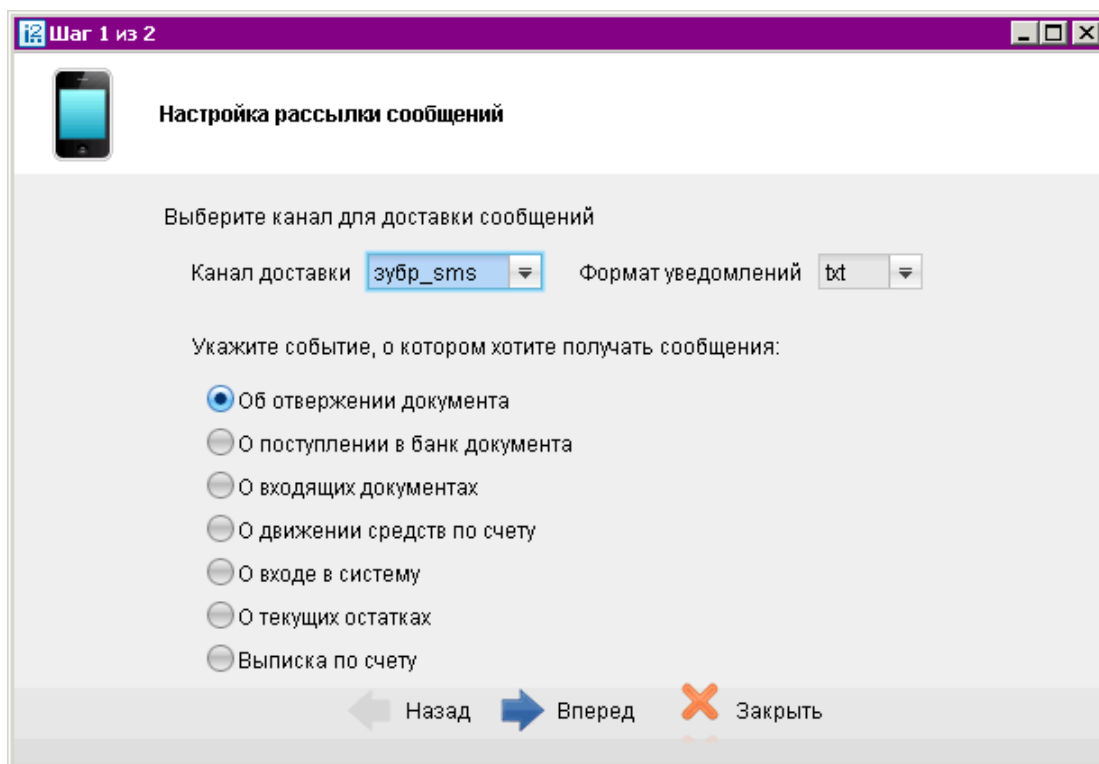 Шаг 1 из 2
Настройка рассылки сообщений
Выберите канал для доставки сообщений
Канал доставки зубр_sms Формат уведомлений txt
Укажите событие, о котором хотите получать сообщения:
Об отвержении документа
О поступлении в банк документа
О входящих документах
О движении средств по счету
О входе в систему
О текущих остатках
Выписка по счету
Назад Вперед Закрыть